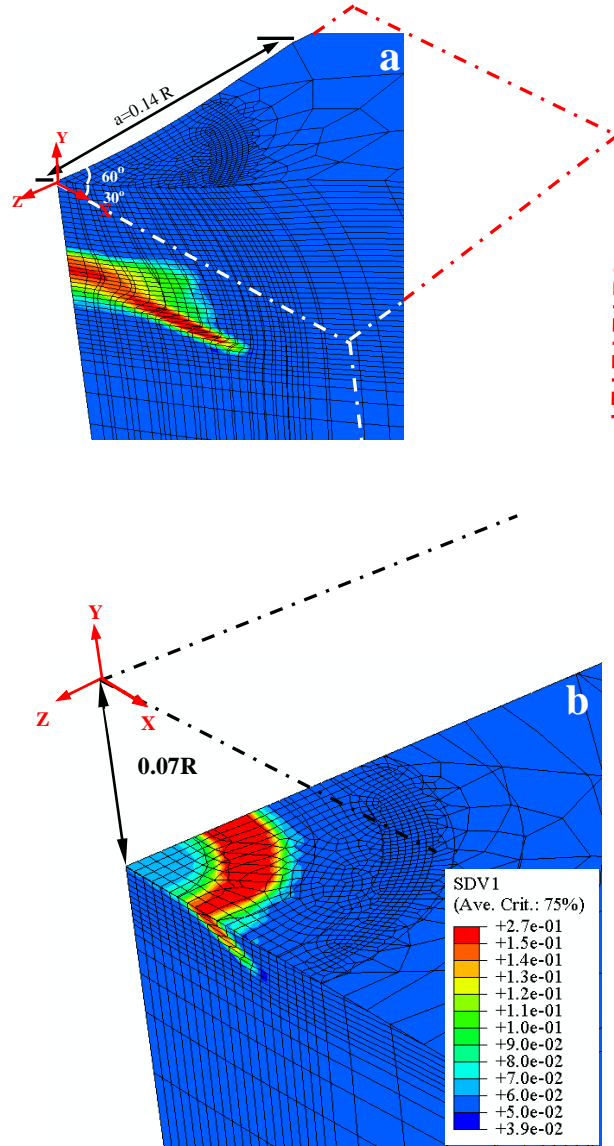 a
a=0.14 R
Y
60°
Z
30°
X
Y
Z
X
b
0.07R
SDV1
(Ave. Crit.: 75%)
+2.7e-01
+1.5e-01
+1.4e-01
+1.3e-01
+1.2e-01
+1.1e-01
+1.0e-01
+9.0e-02
+8.0e-02
+7.0e-02
+6.0e-02
+5.0e-02
+3.9e-02